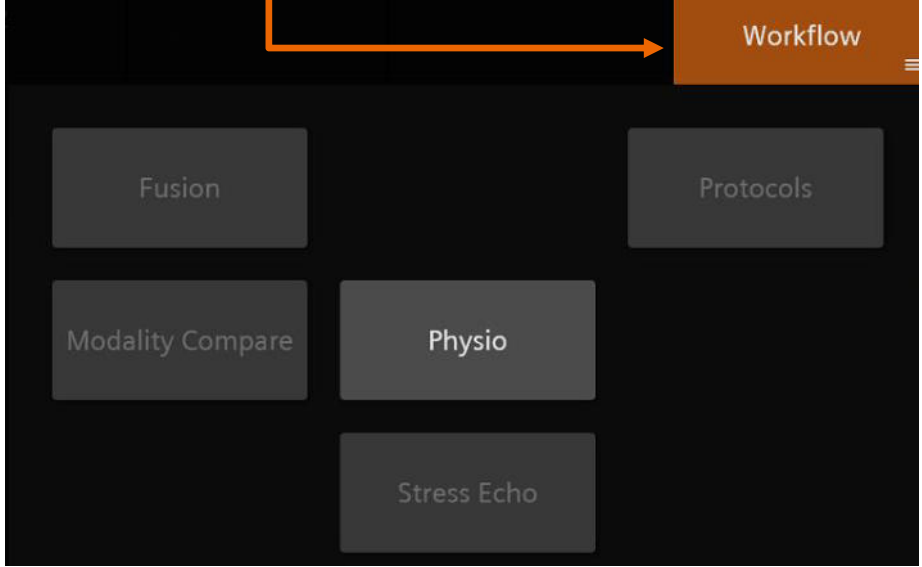 Workflow
Fusion
Protocols
Modality Compare
Physio
Stress Echo